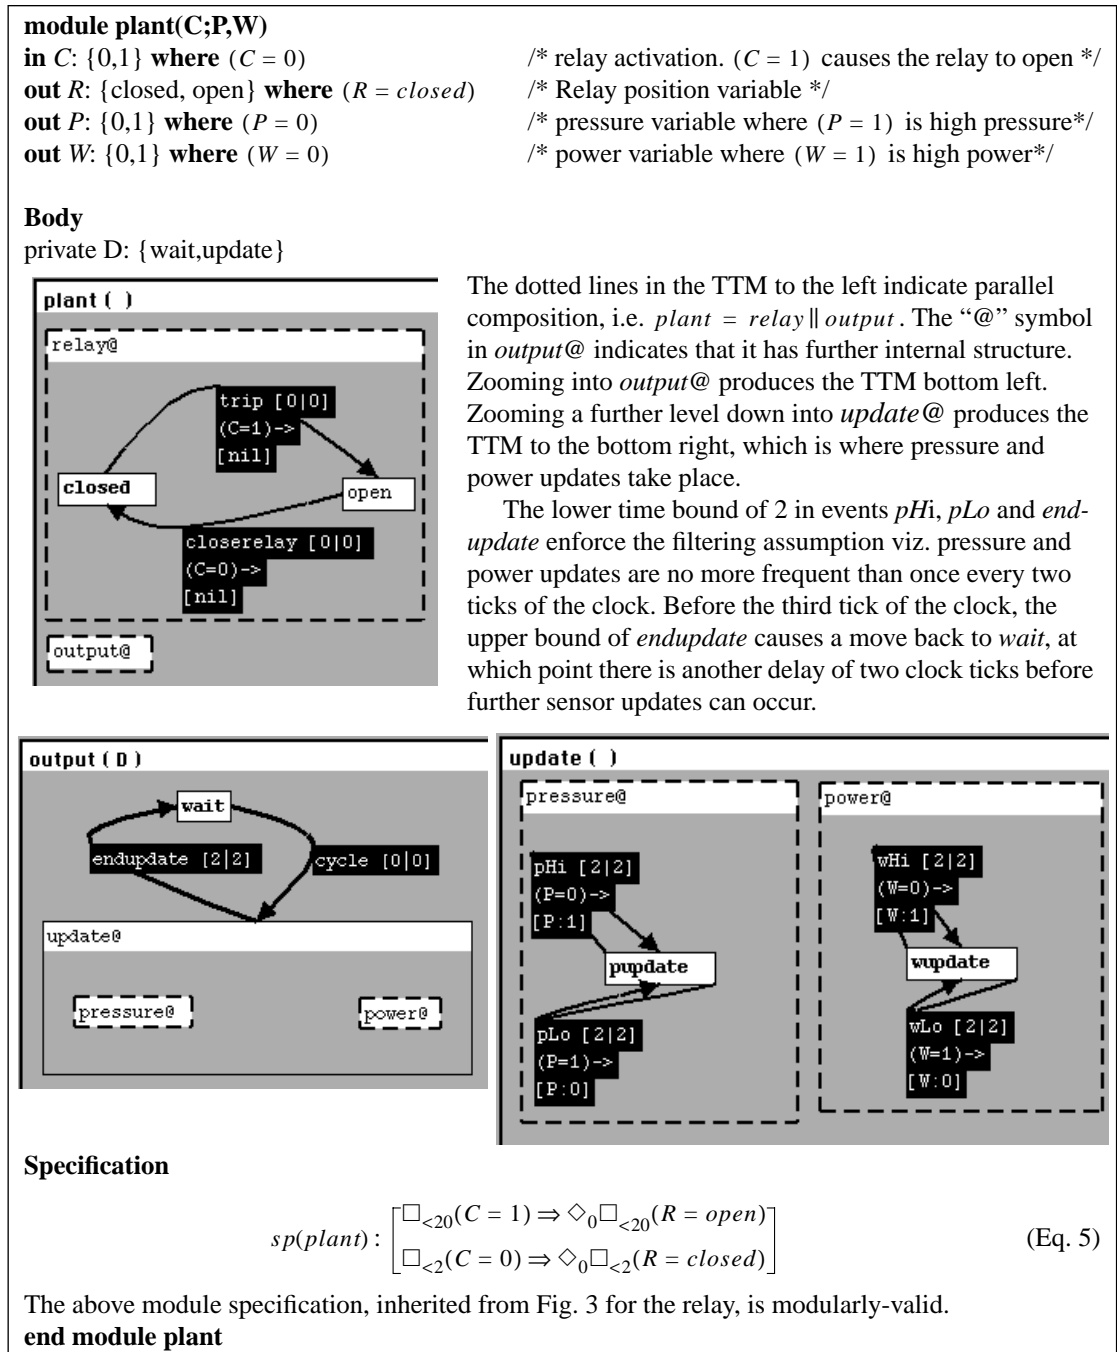 module plant(C;P,W)
in C: {0,1} where (C = 0) /* relay activation. (C = 1) causes the relay to open */
out R: {closed, open} where (R = closed) /* Relay position variable */
out P: {0,1} where (P = 0) /* pressure variable where (P = 1) is high pressure*/
out W: {0,1} where (W = 0) /* power variable where (W = 1) is high power*/
Body
private D: {wait,update}
plant ( )
relay@
trip [0|0]
(C=1)->
[nil]
closed
open
closerelay [0|0]
(C=0)->
[nil]
output@
The dotted lines in the TTM to the left indicate parallel
composition, i.e. plant = relay || output. The “@” symbol
in output@ indicates that it has further internal structure.
Zooming into output@ produces the TTM bottom left.
Zooming a further level down into update@ produces the
TTM to the bottom right, which is where pressure and
power updates take place.
The lower time bound of 2 in events pHi, pLo and end-
update enforce the filtering assumption viz. pressure and
power updates are no more frequent than once every two
ticks of the clock. Before the third tick of the clock, the
upper bound of endupdate causes a move back to wait, at
which point there is another delay of two clock ticks before
further sensor updates can occur.
output ( D )
wait
endupdate [2|2]
cycle [0|0]
update@
pressure@
power@
update ( )
pressure@
pHi [2|2]
(P=0)->
[P:1]
pupdate
pLo [2|2]
(P=1)->
[P:0]
power@
wHi [2|2]
(W=0)->
[W:1]
wupdate
wLo [2|2]
(W=1)->
[W:0]
Specification
sp(plant): [□<20(C = 1) ⇒ ◇0□<20(R = open)
□<2(C = 0) ⇒ ◇0□<2(R = closed)] (Eq. 5)
The above module specification, inherited from Fig. 3 for the relay, is modularly-valid.
end module plant